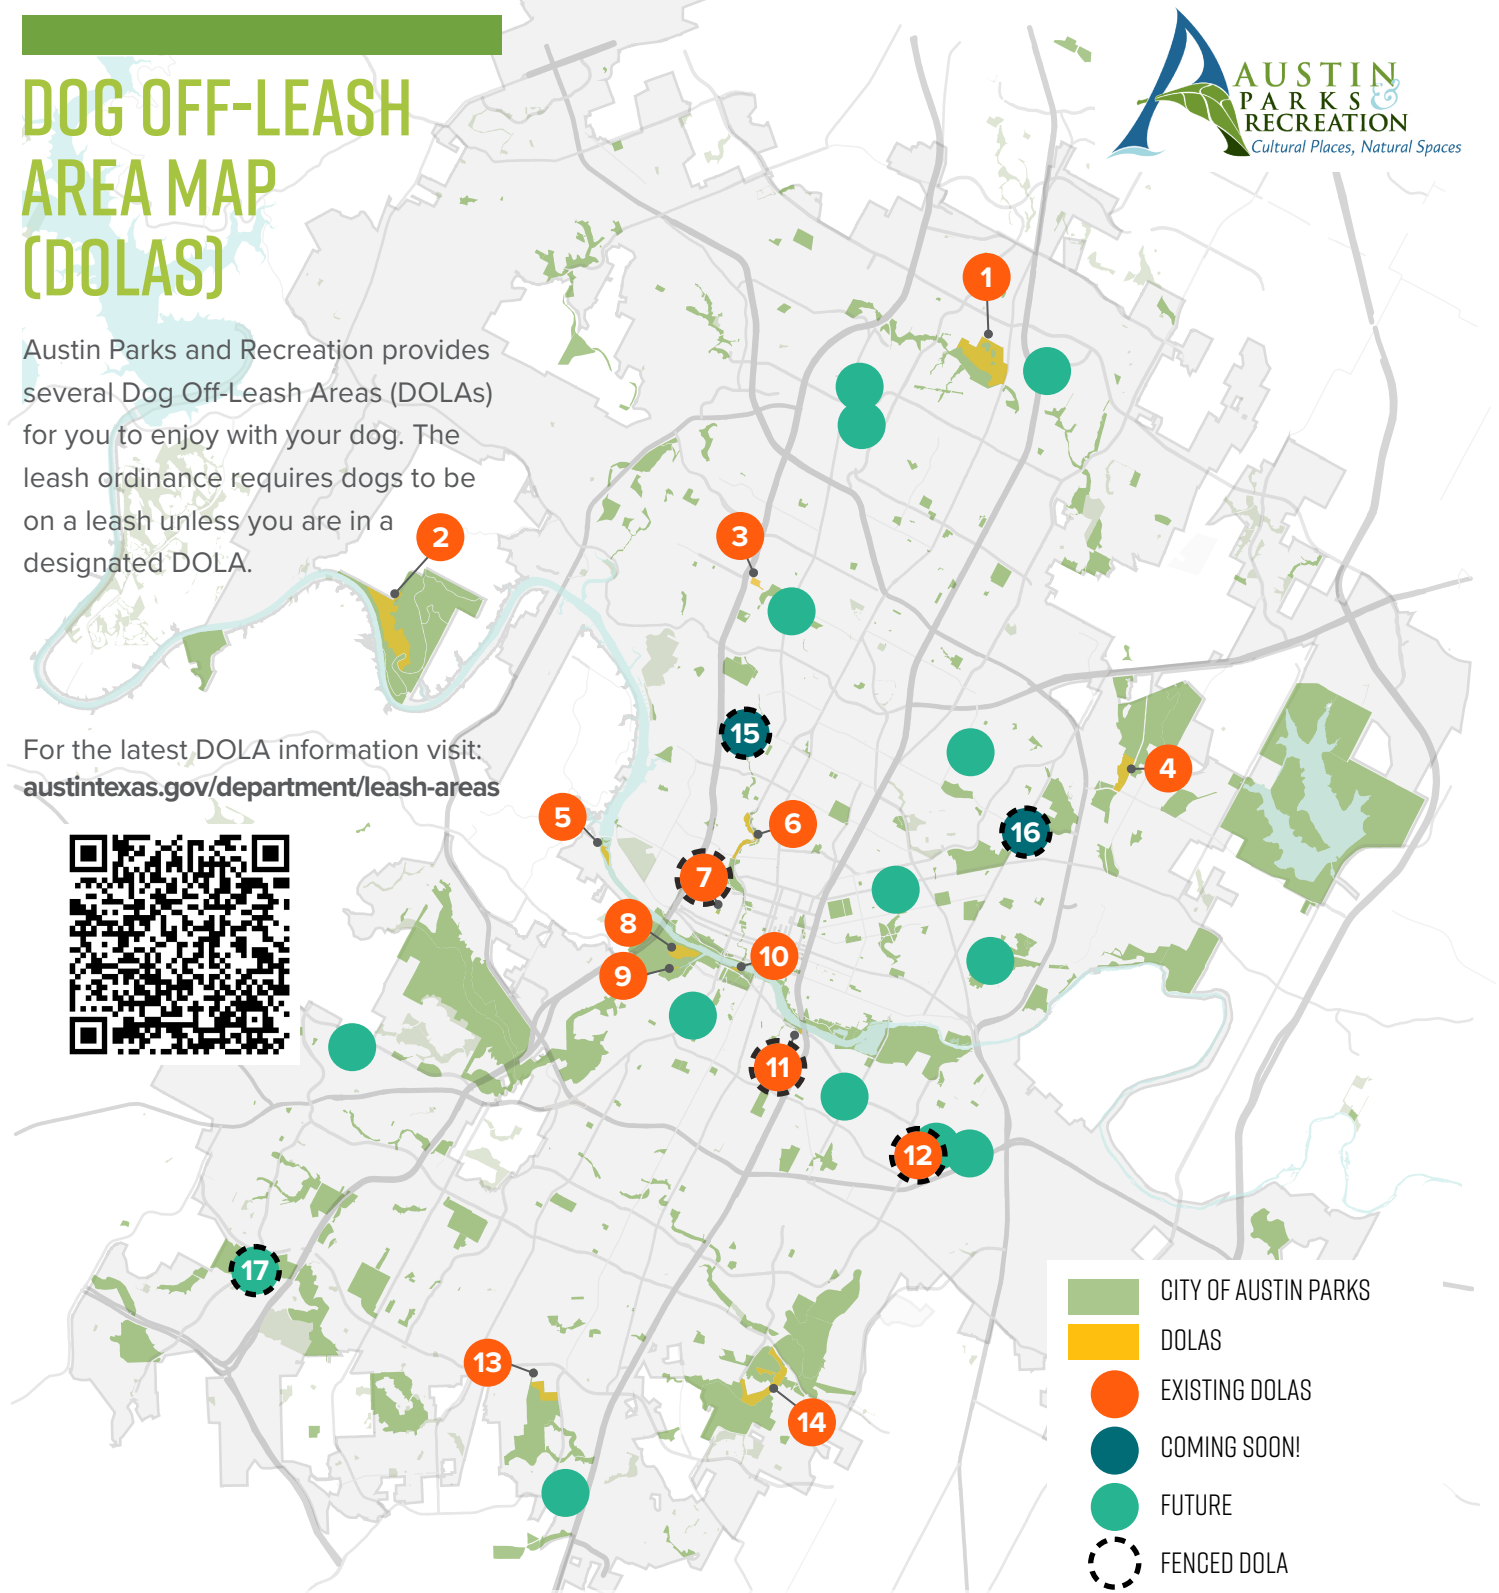 DOG OFF-LEASH
AREA MAP
(DOLAS)
AUSTIN
PARKS &
RECREATION
Cultural Places, Natural Spaces
Austin Parks and Recreation provides
several Dog Off-Leash Areas (DOLAs)
for you to enjoy with your dog. The
leash ordinance requires dogs to be
on a leash unless you are in a
designated DOLA.
For the latest DOLA information visit:
austintexas.gov/department/leash-areas
1
2
3
15
4
5
6
16
7
8
10
9
11
12
17
13
14
CITY OF AUSTIN PARKS
DOLAS
EXISTING DOLAS
COMING SOON!
FUTURE
FENCED DOLA